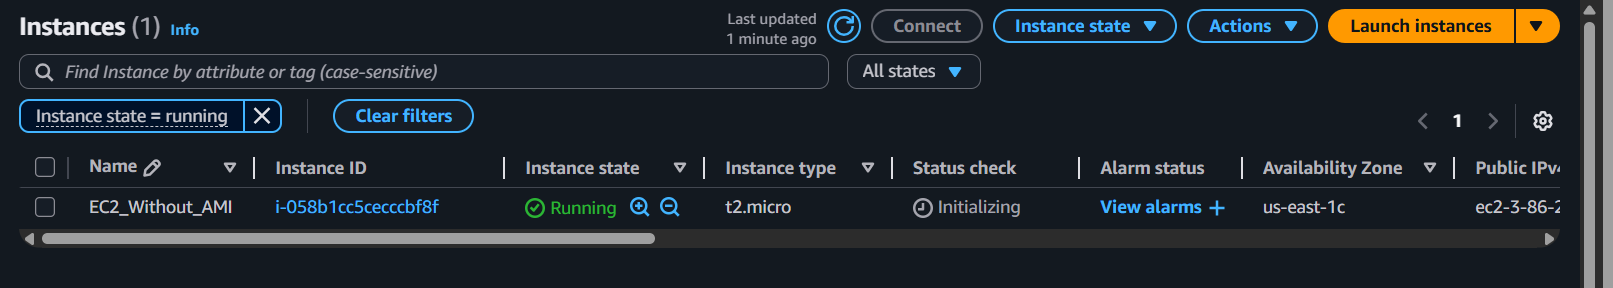 Instances (1) Info
Last updated
1 minute ago
Connect
Instance state
Actions
Launch instances
Find Instance by attribute or tag (case-sensitive)
All states
Instance state = running
Clear filters
1
Name Instance ID Instance state Instance type Status check Alarm status Availability Zone Public IPv4
EC2_Without_AMI i-058b1cc5cecccbf8f Running t2.micro Initializing View alarms + us-east-1c ec2-3-86-2